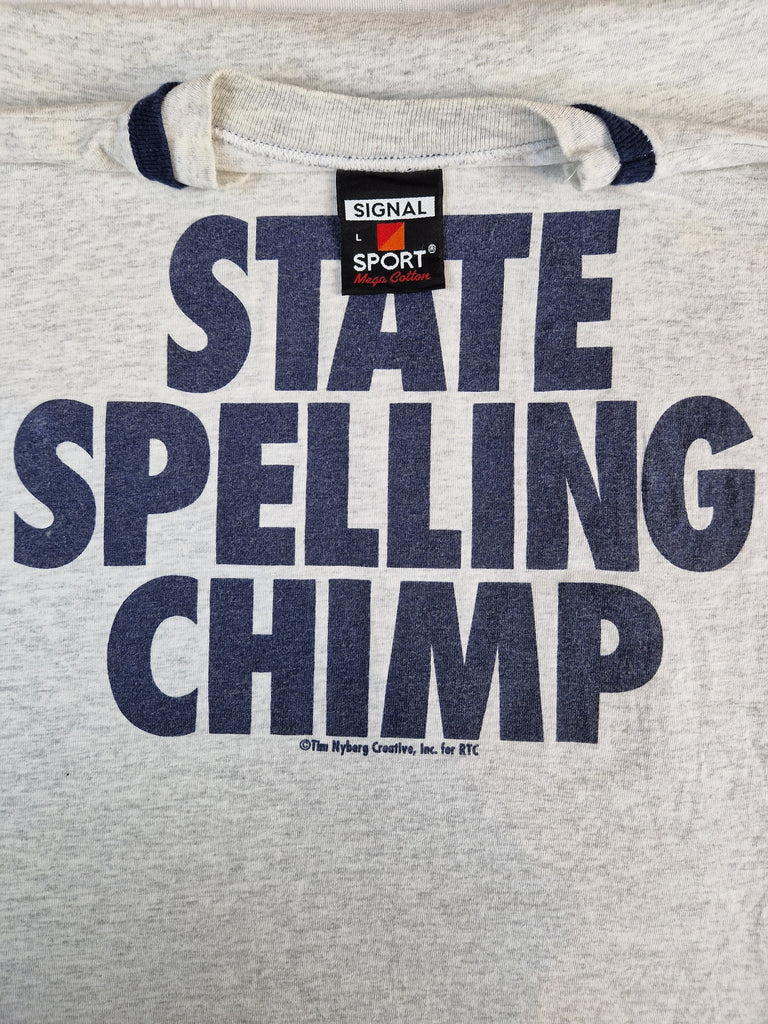 SIGNAL
L
SPORT®
Mega Cotton
STATE
SPELLING
CHIMP
©Tim Nyberg Creative, Inc. for RTC